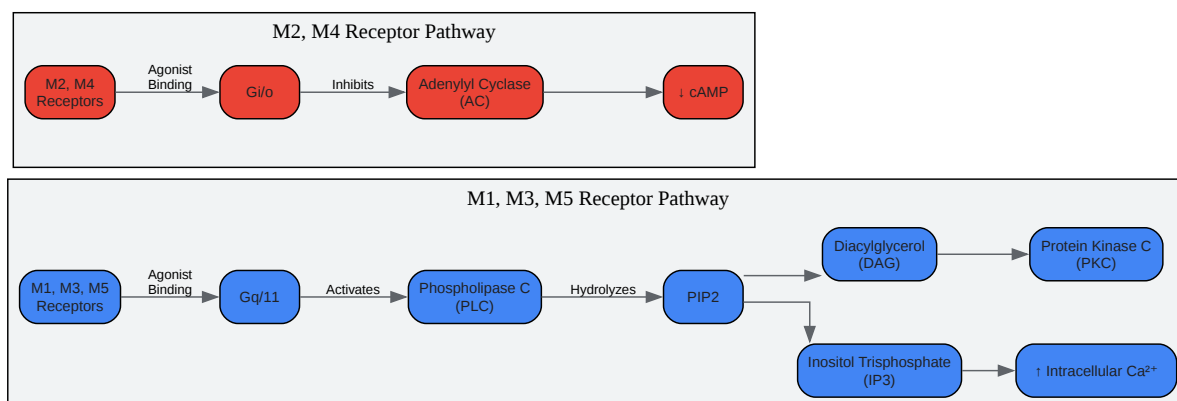 M2, M4 Receptor Pathway
M2, M4
Receptors
Agonist
Binding
Gi/o
Inhibits
Adenylyl Cyclase
(AC)
↓ cAMP
M1, M3, M5 Receptor Pathway
M1, M3, M5
Receptors
Agonist
Binding
Gq/11
Activates
Phospholipase C
(PLC)
Hydrolyzes
PIP2
Diacylglycerol
(DAG)
Protein Kinase C
(PKC)
Inositol Trisphosphate
(IP3)
↑ Intracellular Ca²⁺